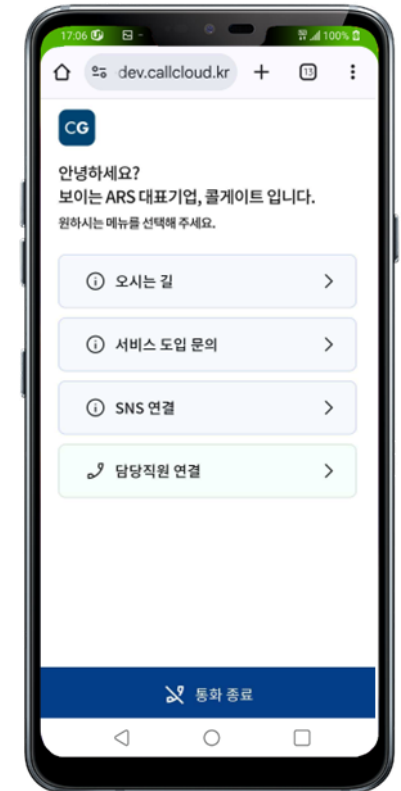 17:06
100%
dev.callcloud.kr
13
CG
안녕하세요?
보이는 ARS 대표기업, 콜게이트 입니다.
원하시는 메뉴를 선택해 주세요.
오시는 길
서비스 도입 문의
SNS 연결
담당직원 연결
통화 종료